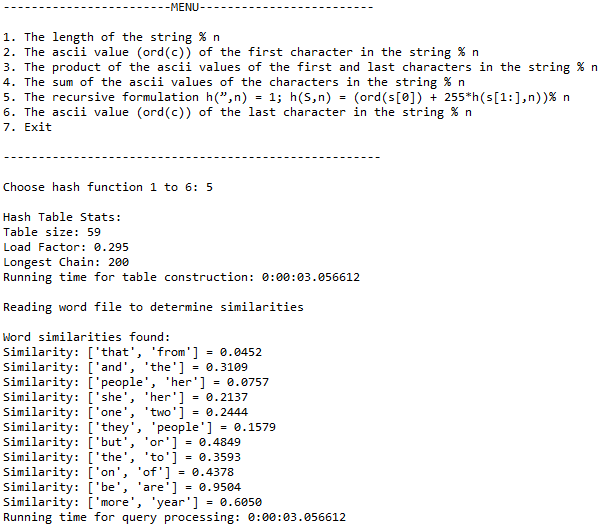 ------------------------MENU-------------------------
1. The length of the string % n
2. The ascii value (ord(c)) of the first character in the string % n
3. The product of the ascii values of the first and last characters in the string % n
4. The sum of the ascii values of the characters in the string % n
5. The recursive formulation h(”,n) = 1; h(S,n) = (ord(s[0]) + 255*h(s[1:],n))% n
6. The ascii value (ord(c)) of the last character in the string % n
7. Exit
------------------------------------------------------
Choose hash function 1 to 6: 5
Hash Table Stats:
Table size: 59
Load Factor: 0.295
Longest Chain: 200
Running time for table construction: 0:00:03.056612
Reading word file to determine similarities
Word similarities found:
Similarity: ['that', 'from'] = 0.0452
Similarity: ['and', 'the'] = 0.3109
Similarity: ['people', 'her'] = 0.0757
Similarity: ['she', 'her'] = 0.2137
Similarity: ['one', 'two'] = 0.2444
Similarity: ['they', 'people'] = 0.1579
Similarity: ['but', 'or'] = 0.4849
Similarity: ['the', 'to'] = 0.3593
Similarity: ['on', 'of'] = 0.4378
Similarity: ['be', 'are'] = 0.9504
Similarity: ['more', 'year'] = 0.6050
Running time for query processing: 0:00:03.056612